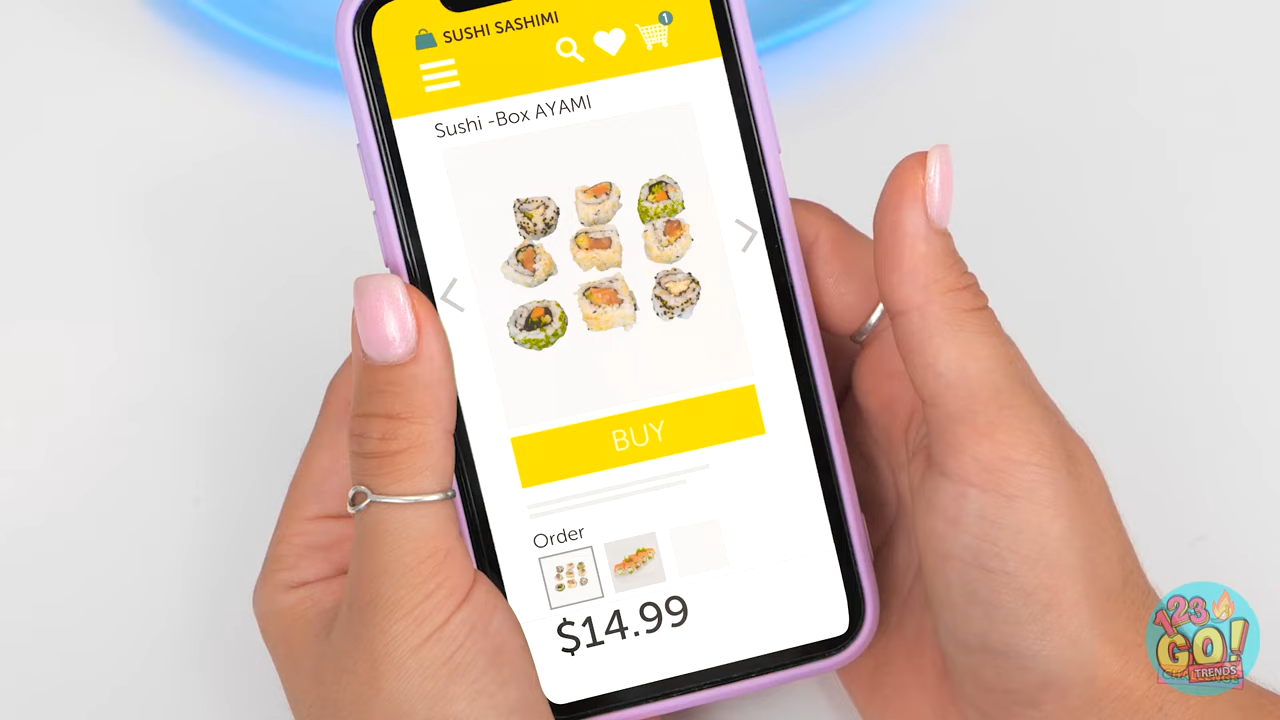 SUSHI SASHIMI
1
Sushi -Box AYAMI
BUY
Order
$14.99
123
GO!
TRENDS